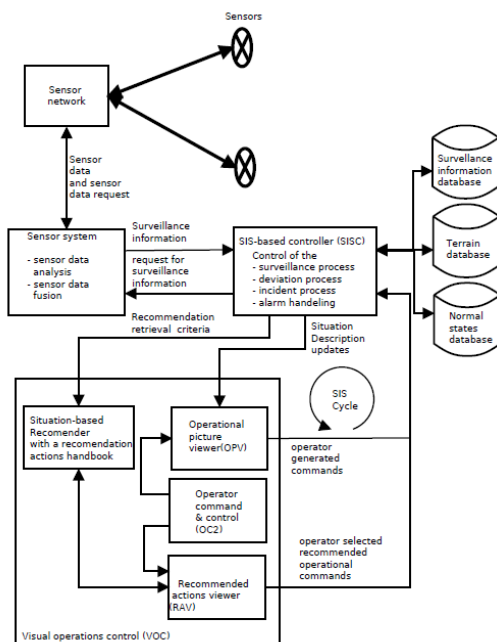 Sensors
Sensor
network
Sensor
data
and sensor
data request
Survellance
information
database
Sensor system
- sensor data
analysis
- sensor data
fusion
Surveillance
information
request for
surveillance
information
SIS-based controller (SISC)
Control of the
- surveillance process
- deviation process
- incident process
- alarm handeling
Terrain
database
Normal
states
database
Recommendation
retrieval criteria
Situation
Description
updates
SIS
Cycle
Situation-based
Recomender
with a recomendation
actions handbook
Operational
picture
viewer(OPV)
operator
generated
commands
Operator
command
& control
(OC2)
operator selected
recommended
operational
commands
Recommended
actions viewer
(RAV)
Visual operations control (VOC)